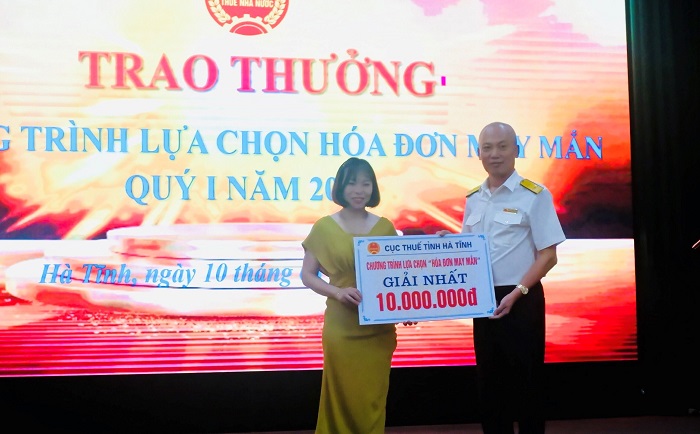 THUẾ NHÀ NƯỚC
TRAO THƯỞNG
TRÌNH LỰA CHỌN HÓA ĐƠN MAY MẮN
QUÝ I NĂM
Hà Tĩnh, ngày 10 tháng
CỤC THUẾ TỈNH HÀ TĨNH
CHƯƠNG TRÌNH LỰA CHỌN "HÓA ĐƠN MAY MẮN"
GIẢI NHẤT
10.000.000đ